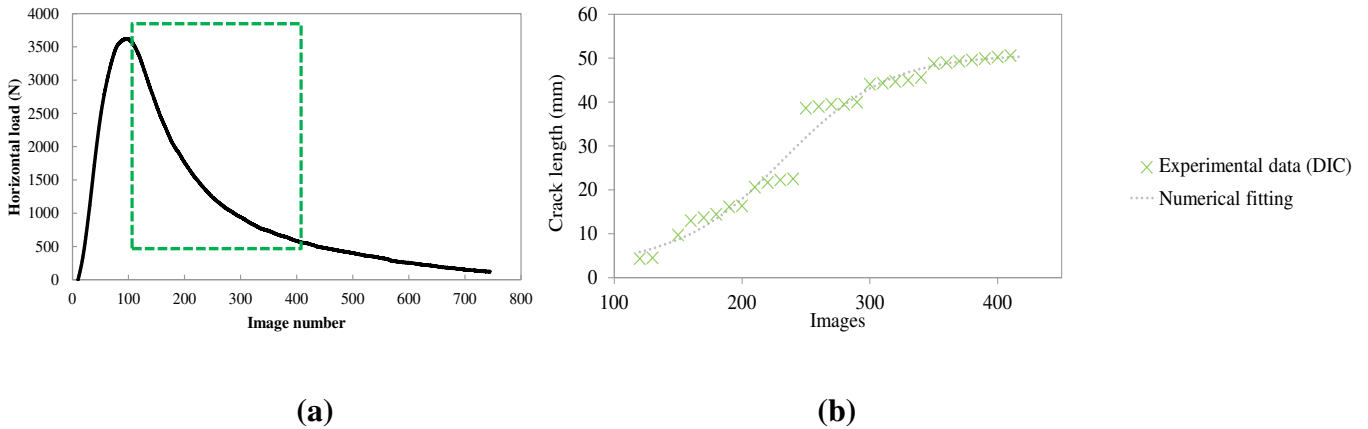 4000
3500
3000
2500
2000
1500
1000
500
0
Horizontal load (N)
0 100 200 300 400 500 600 700 800
Image number
(a)
60
50
40
30
20
10
0
Crack length (mm)
100 200 300 400
Images
Experimental data (DIC)
Numerical fitting
(b)